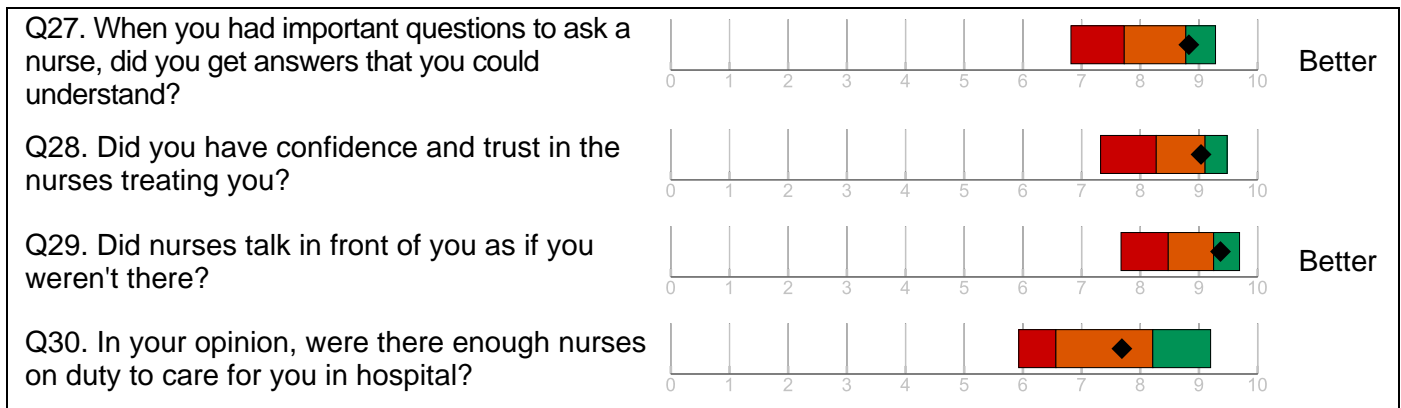 Q27. When you had important questions to ask a
nurse, did you get answers that you could
understand?
0 1 2 3 4 5 6 7 8 9 10
Better
Q28. Did you have confidence and trust in the
nurses treating you?
0 1 2 3 4 5 6 7 8 9 10
Q29. Did nurses talk in front of you as if you
weren't there?
0 1 2 3 4 5 6 7 8 9 10
Better
Q30. In your opinion, were there enough nurses
on duty to care for you in hospital?
0 1 2 3 4 5 6 7 8 9 10